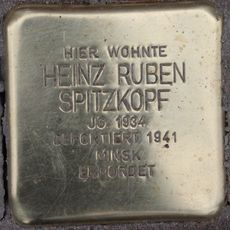 HIER WOHNTE
HEINZ RUBEN
SPITZKOPF
JG. 1934
DEPORTIERT 1941
MINSK
ERMORDET